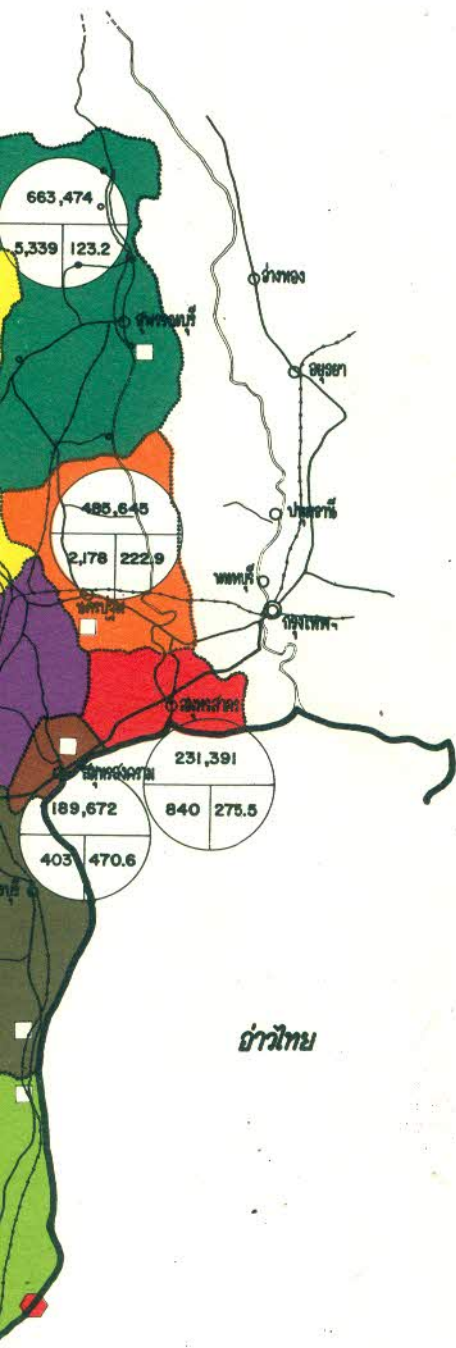 663,474
5,339 123.2
อ่างทอง
สุพรรณบุรี
อยุธยา
485,645
2,178 222.9
ปทุมธานี
นนทบุรี
นครปฐม
กรุงเทพฯ
สมุทรสาคร
231,391
840 275.5
สมุทรสงคราม
189,672
403 470.6
อ่าวไทย